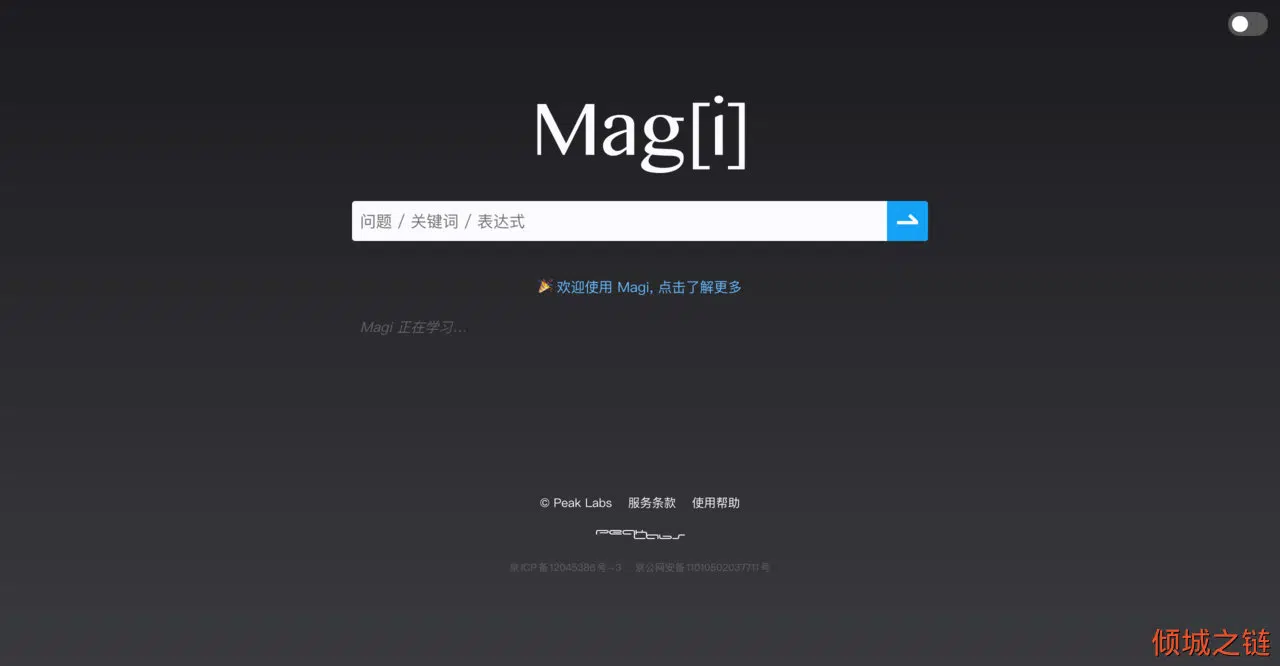 Mag[i]
问题 / 关键词 / 表达式
🎉 欢迎使用 Magi, 点击了解更多
Magi 正在学习...
© Peak Labs 服务条款 使用帮助
peak labs
京ICP备12045386号-3 京公网安备11010502037711号
倾城之链